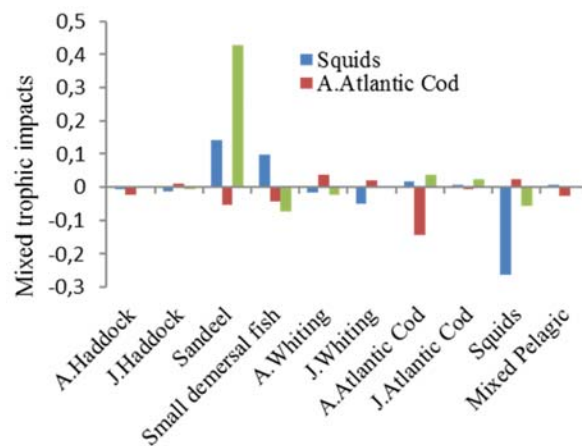 Mixed trophic impacts
0,5
0,4
0,3
0,2
0,1
0
-0,1
-0,2
-0,3
Squids
A.Atlantic Cod
A.Haddock
J.Haddock
Sandeel
Small demersal fish
A.Whiting
J.Whiting
A.Atlantic Cod
J.Atlantic Cod
Squids
Mixed Pelagic